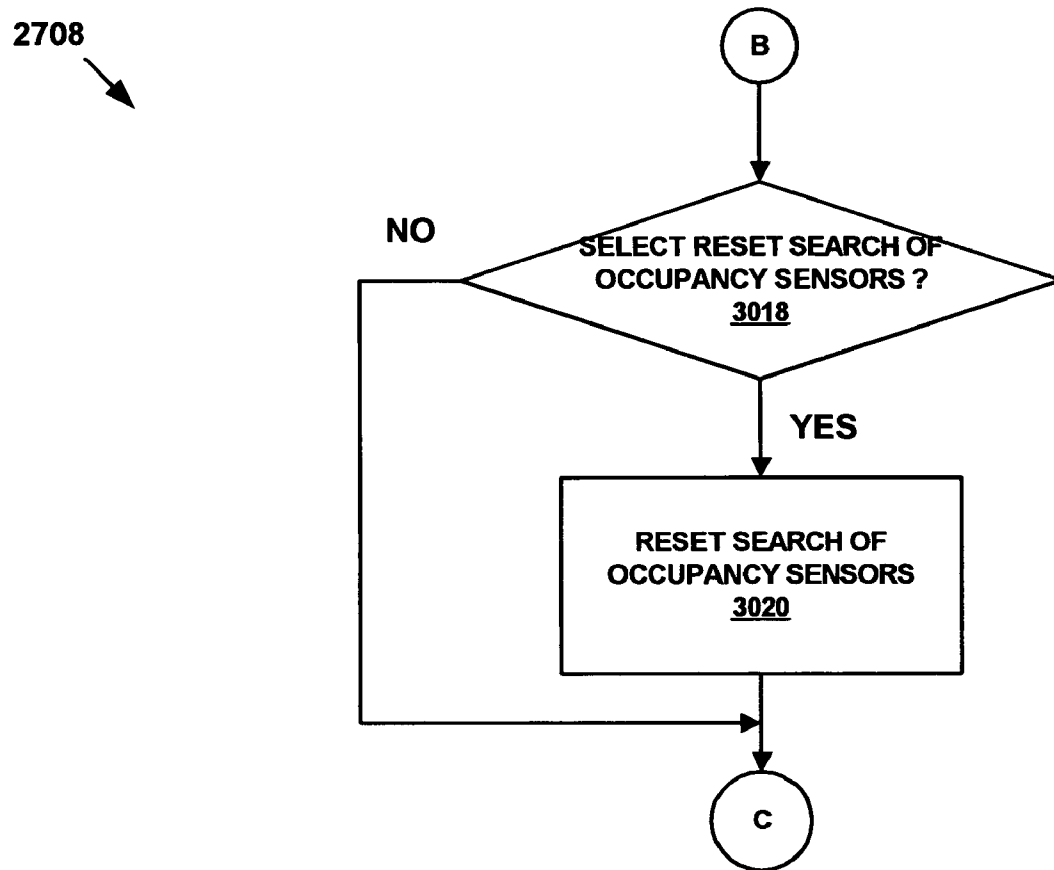 2708
B
NO
SELECT RESET SEARCH OF
OCCUPANCY SENSORS ?
3018
YES
RESET SEARCH OF
OCCUPANCY SENSORS
3020
C